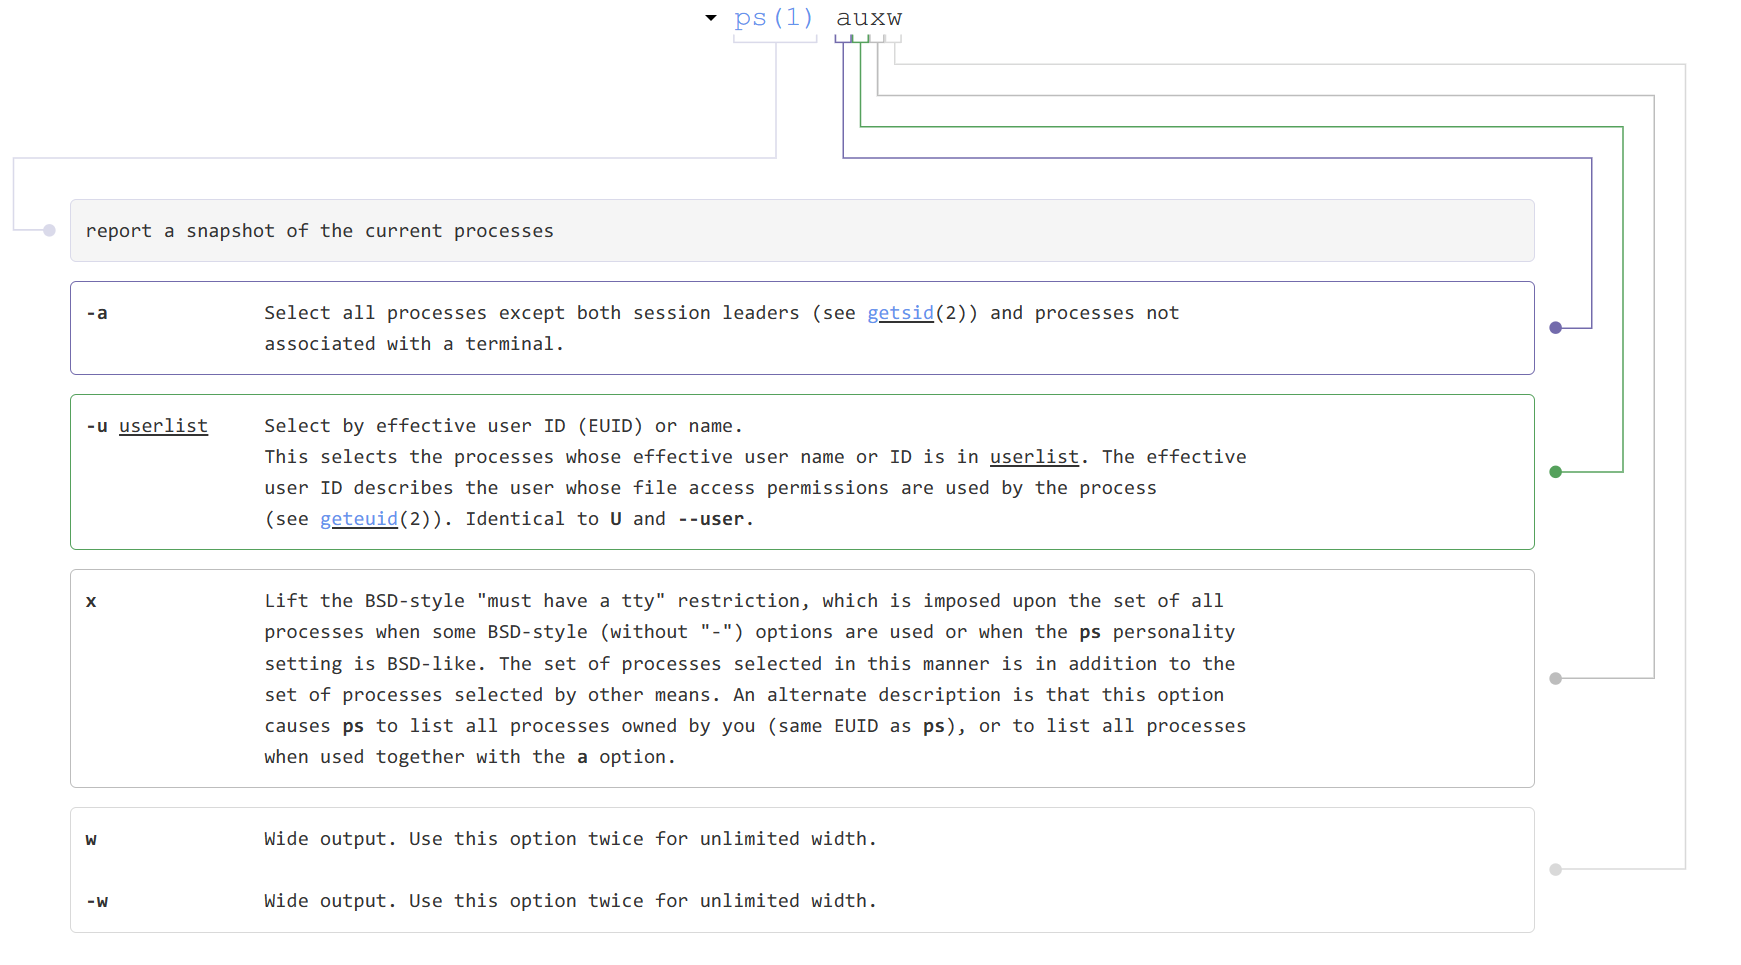 ps(1) auxw
report a snapshot of the current processes
-a Select all processes except both session leaders (see getsid(2)) and processes not
associated with a terminal.
-u userlist Select by effective user ID (EUID) or name.
This selects the processes whose effective user name or ID is in userlist. The effective
user ID describes the user whose file access permissions are used by the process
(see geteuid(2)). Identical to U and --user.
x Lift the BSD-style "must have a tty" restriction, which is imposed upon the set of all
processes when some BSD-style (without "-") options are used or when the ps personality
setting is BSD-like. The set of processes selected in this manner is in addition to the
set of processes selected by other means. An alternate description is that this option
causes ps to list all processes owned by you (same EUID as ps), or to list all processes
when used together with the a option.
w Wide output. Use this option twice for unlimited width.
-w Wide output. Use this option twice for unlimited width.